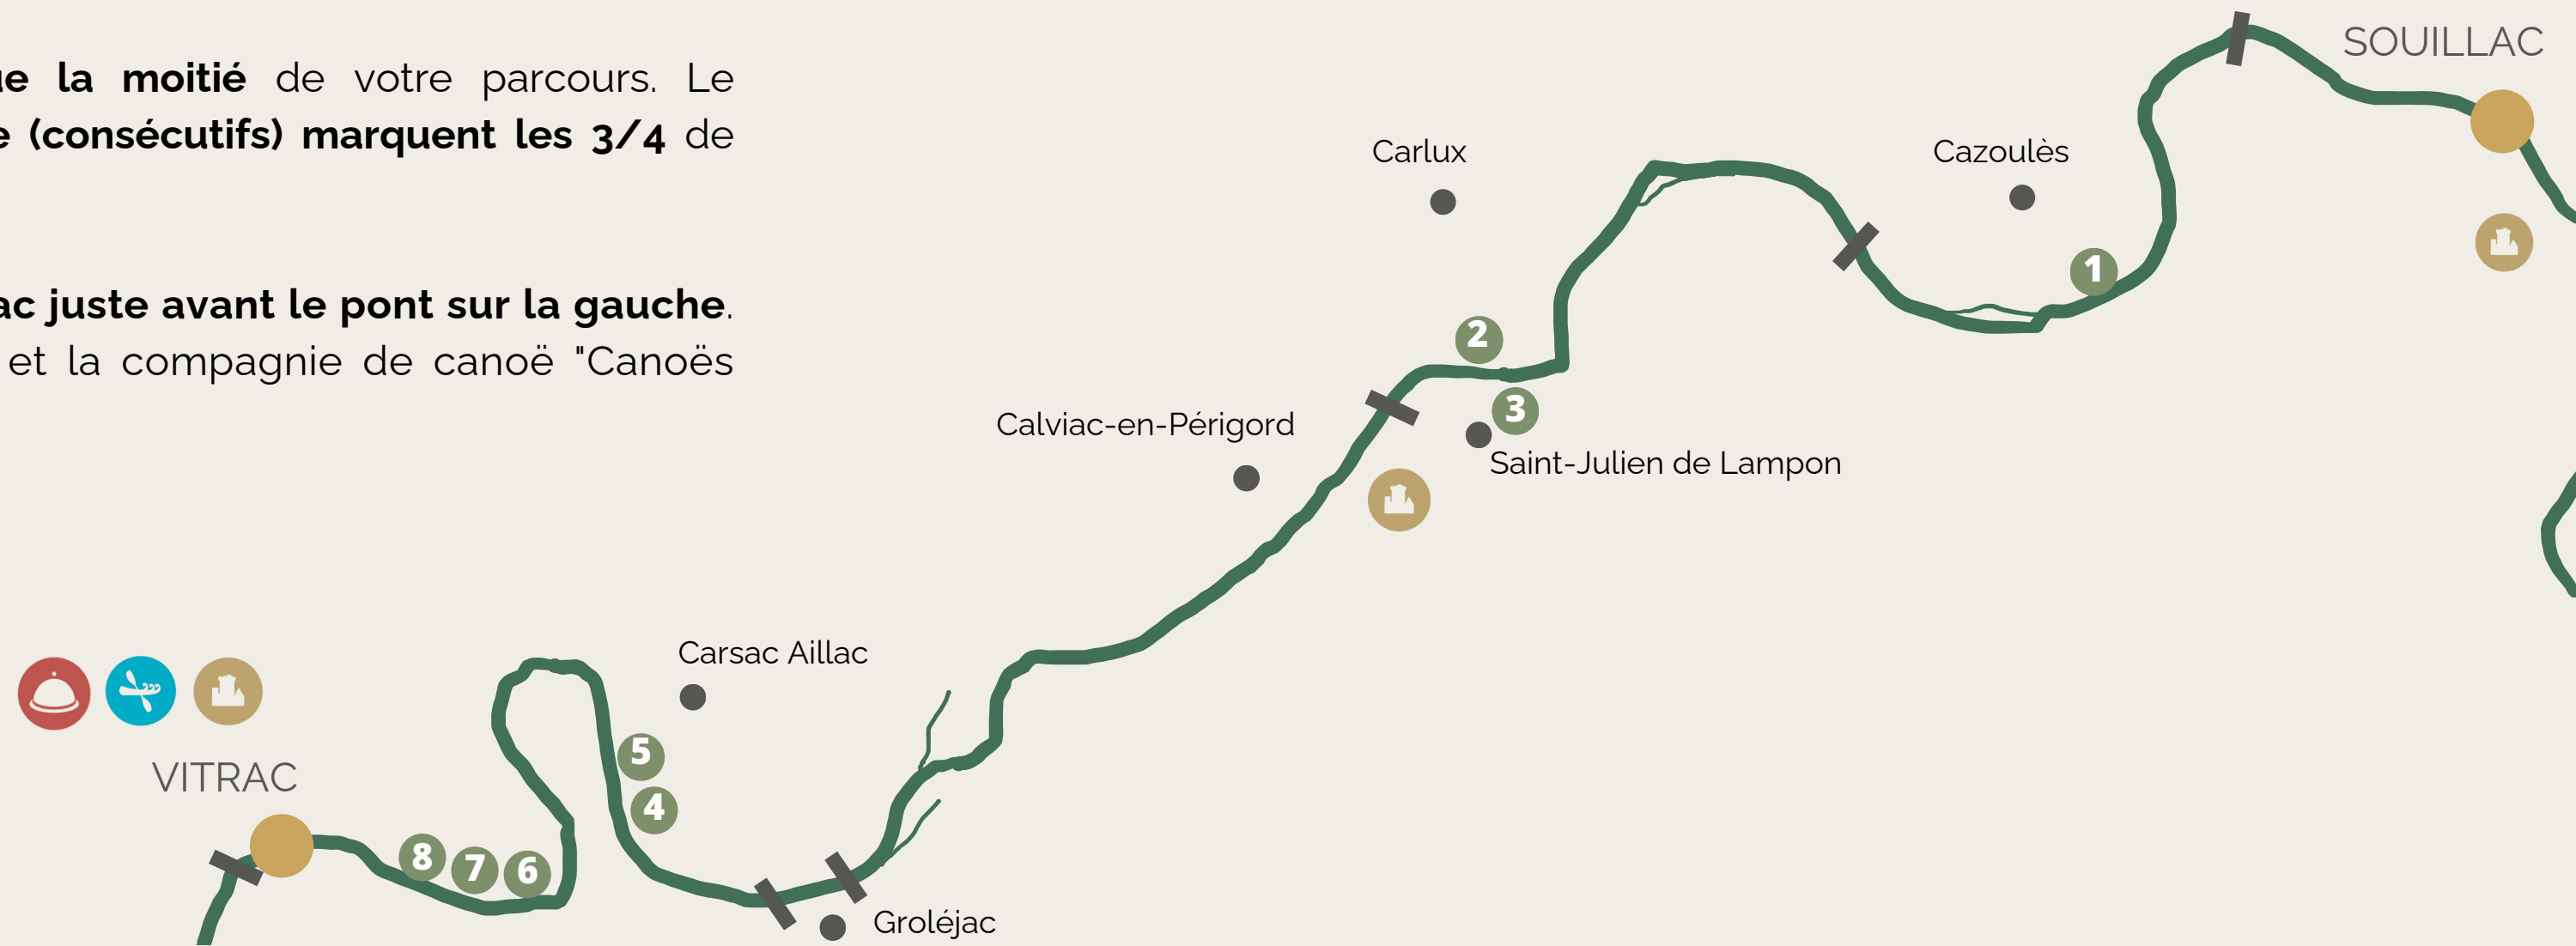 la moitié de votre parcours. Le
(consécutifs) marquent les 3/4 de
juste avant le pont sur la gauche.
et la compagnie de canoë "Canoës
SOUILLAC
Carlux
Cazoulès
1
2
3
Calviac-en-Périgord
Saint-Julien de Lampon
Carsac Aillac
5
4
VITRAC
8
7
6
Groléjac